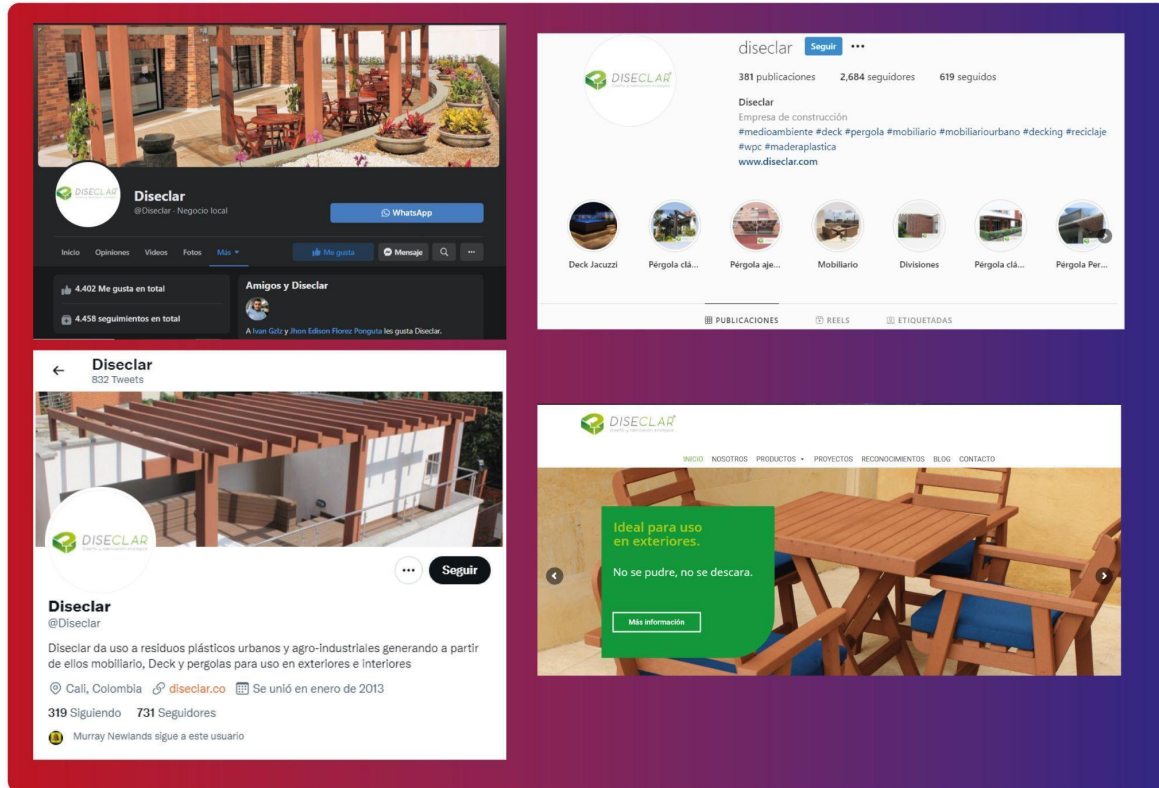 DISECLAR
Diseclar
@Diseclar · Negocio local
WhatsApp
Inicio Opiniones Videos Fotos Más
Me gusta Mensaje
4.402 Me gusta en total
4.458 seguimientos en total
Amigos y Diseclar
A Ivan Gzlz y Jhon Edison Florez Ponguta les gusta Diseclar.
diseclar Seguir
DISECLAR
381 publicaciones 2,684 seguidores 619 seguidos
Diseclar
Empresa de construcción
#medioambiente #deck #pergola #mobiliario #mobiliariourbano #decking #reciclaje
#wpc #maderaplastica
www.diseclar.com
Deck Jacuzzi Pérgola clá... Pérgola aje... Mobiliario Divisiones Pérgola clá... Pérgola Per...
PUBLICACIONES REELS ETIQUETADAS
Diseclar
832 Tweets
DISECLAR
Seguir
Diseclar
@Diseclar
Diseclar da uso a residuos plásticos urbanos y agro-industriales generando a partir
de ellos mobiliario, Deck y pergolas para uso en exteriores e interiores
Cali, Colombia diseclar.co Se unió en enero de 2013
319 Siguiendo 731 Seguidores
Murray Newlands sigue a este usuario
DISECLAR
INICIO NOSOTROS PRODUCTOS PROYECTOS RECONOCIMIENTOS BLOG CONTACTO
Ideal para uso
en exteriores.
No se pudre, no se descara.
Más información